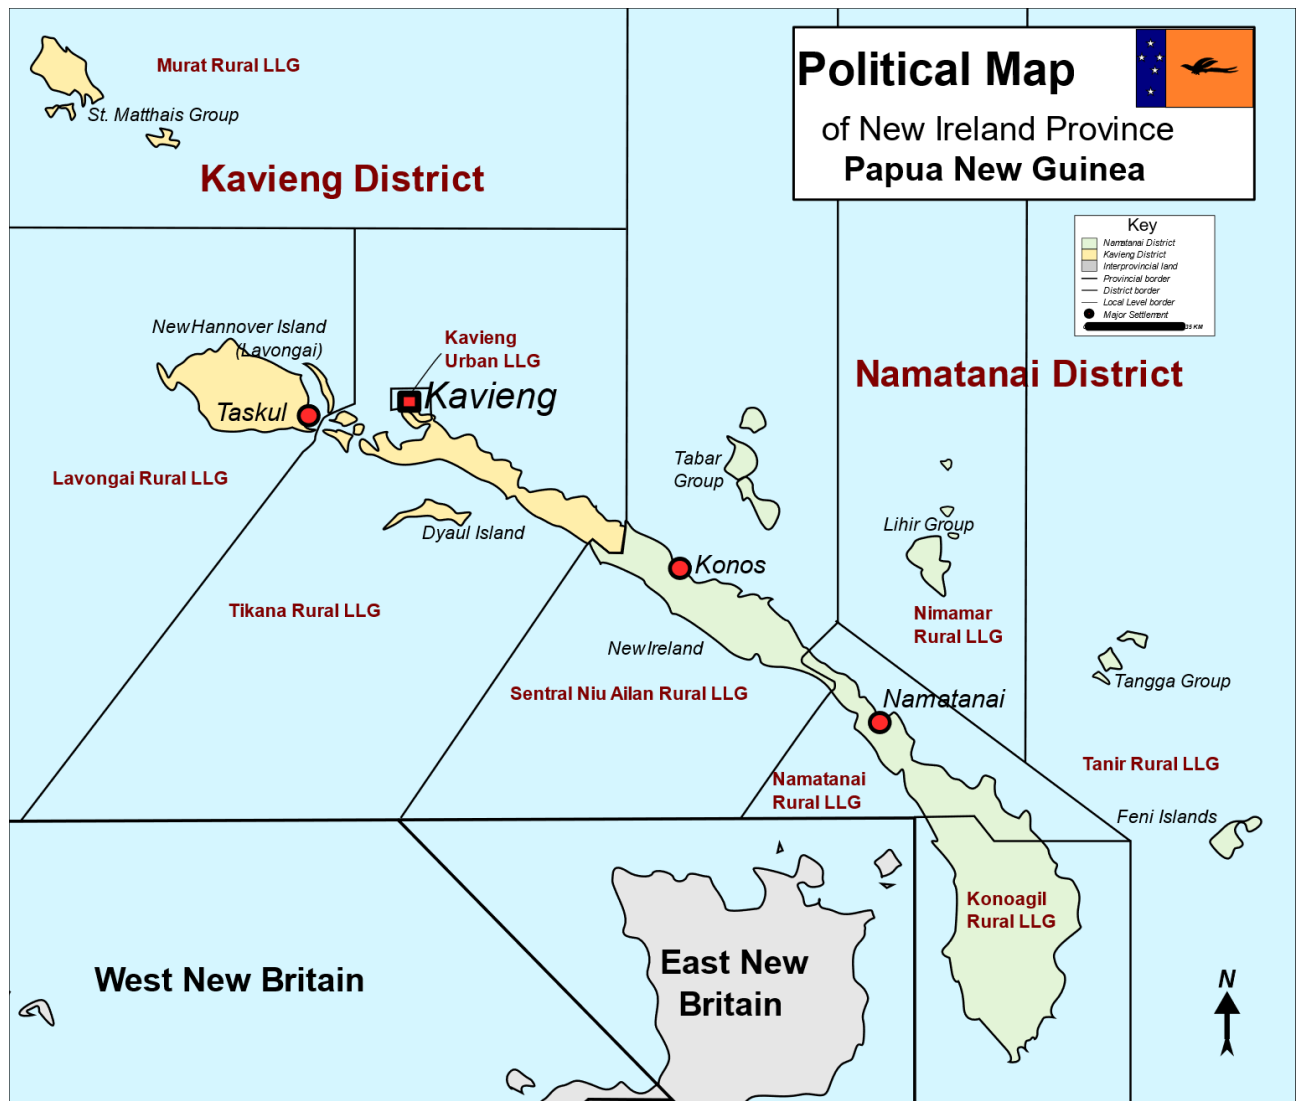 Murat Rural LLG
St. Matthais Group
Kavieng District
Political Map
of New Ireland Province
Papua New Guinea
Key
Namatanai District
Kavieng District
Interprovincial land
Provincial border
District border
Local Level border
Major Settlement
KM
New Hannover Island
(Lavongai)
Taskul
Kavieng
Urban LLG
Kavieng
Namatanai District
Lavongai Rural LLG
Dyaul Island
Tabar
Group
Lihir Group
Konos
Tikana Rural LLG
Nimamar
Rural LLG
New Ireland
Sentral Niu Ailan Rural LLG
Tangga Group
Namatanai
Tanir Rural LLG
Namatanai
Rural LLG
Feni Islands
Konoagil
Rural LLG
West New Britain
East New
Britain
N